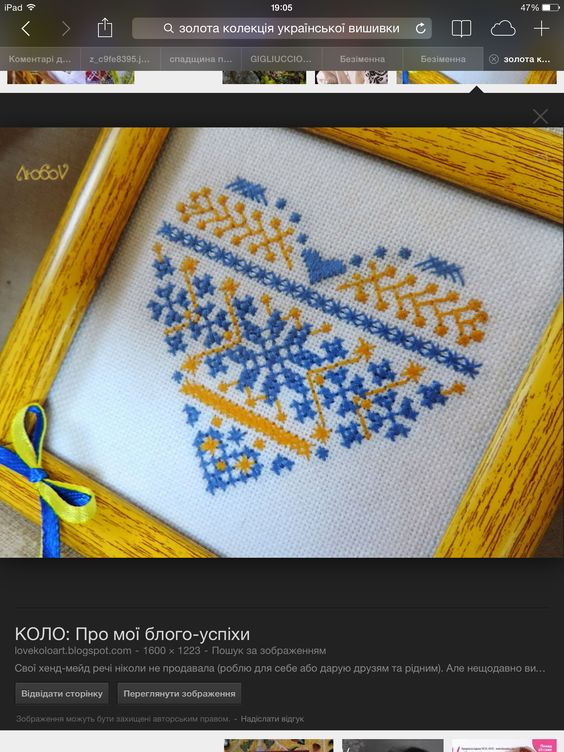 iPad 19:05 47%
золота колекція української вишивки
Коментарі д... z_c9fe8395.j... спадщина п... GIGLIUCCIO... Безіменна Безіменна золота к...
ЛюбоV
КОЛО: Про мої блого-успіхи
lovekoloart.blogspot.com - 1600 × 1223 - Пошук за зображенням
Свої хенд-мейд речі ніколи не продавала (роблю для себе або дарую друзям та рідним). Але нещодавно ви...
Відвідати сторінку Переглянути зображення
Зображення можуть бути захищені авторським правом. - Надіслати відгук